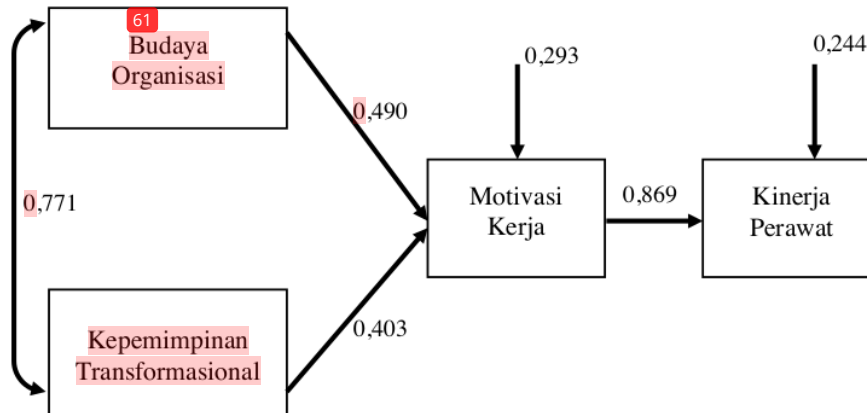 61
Budaya
Organisasi
0,490
0,771
Kepemimpinan
Transformasional
0,403
0,293
Motivasi
Kerja
0,869
0,244
Kinerja
Perawat